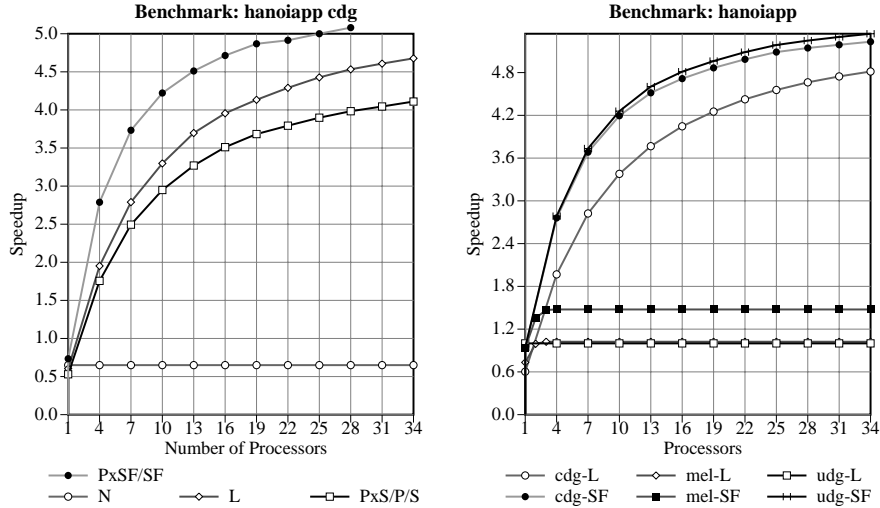 Benchmark: hanoiapp cdg
Speedup
5.0
4.5
4.0
3.5
3.0
2.5
2.0
1.5
1.0
0.5
0.0
1 4 7 10 13 16 19 22 25 28 31 34
Number of Processors
PxSF/SF
N L PxS/P/S
Benchmark: hanoiapp
Speedup
4.8
4.2
3.6
3.0
2.4
1.8
1.2
0.6
0.0
1 4 7 10 13 16 19 22 25 28 31 34
Processors
cdg-L mel-L udg-L
cdg-SF mel-SF udg-SF